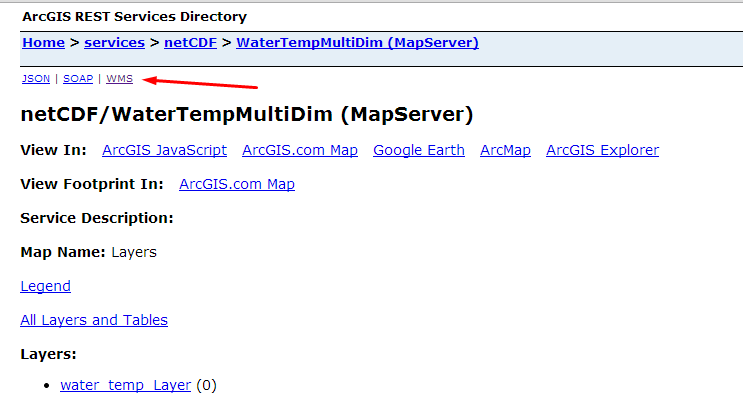 ArcGIS REST Services Directory
Home > services > netCDF > WaterTempMultiDim (MapServer)
JSON | SOAP | WMS
netCDF/WaterTempMultiDim (MapServer)
View In: ArcGIS JavaScript ArcGIS.com Map Google Earth ArcMap ArcGIS Explorer
View Footprint In: ArcGIS.com Map
Service Description:
Map Name: Layers
Legend
All Layers and Tables
Layers:
• water_temp_Layer (0)